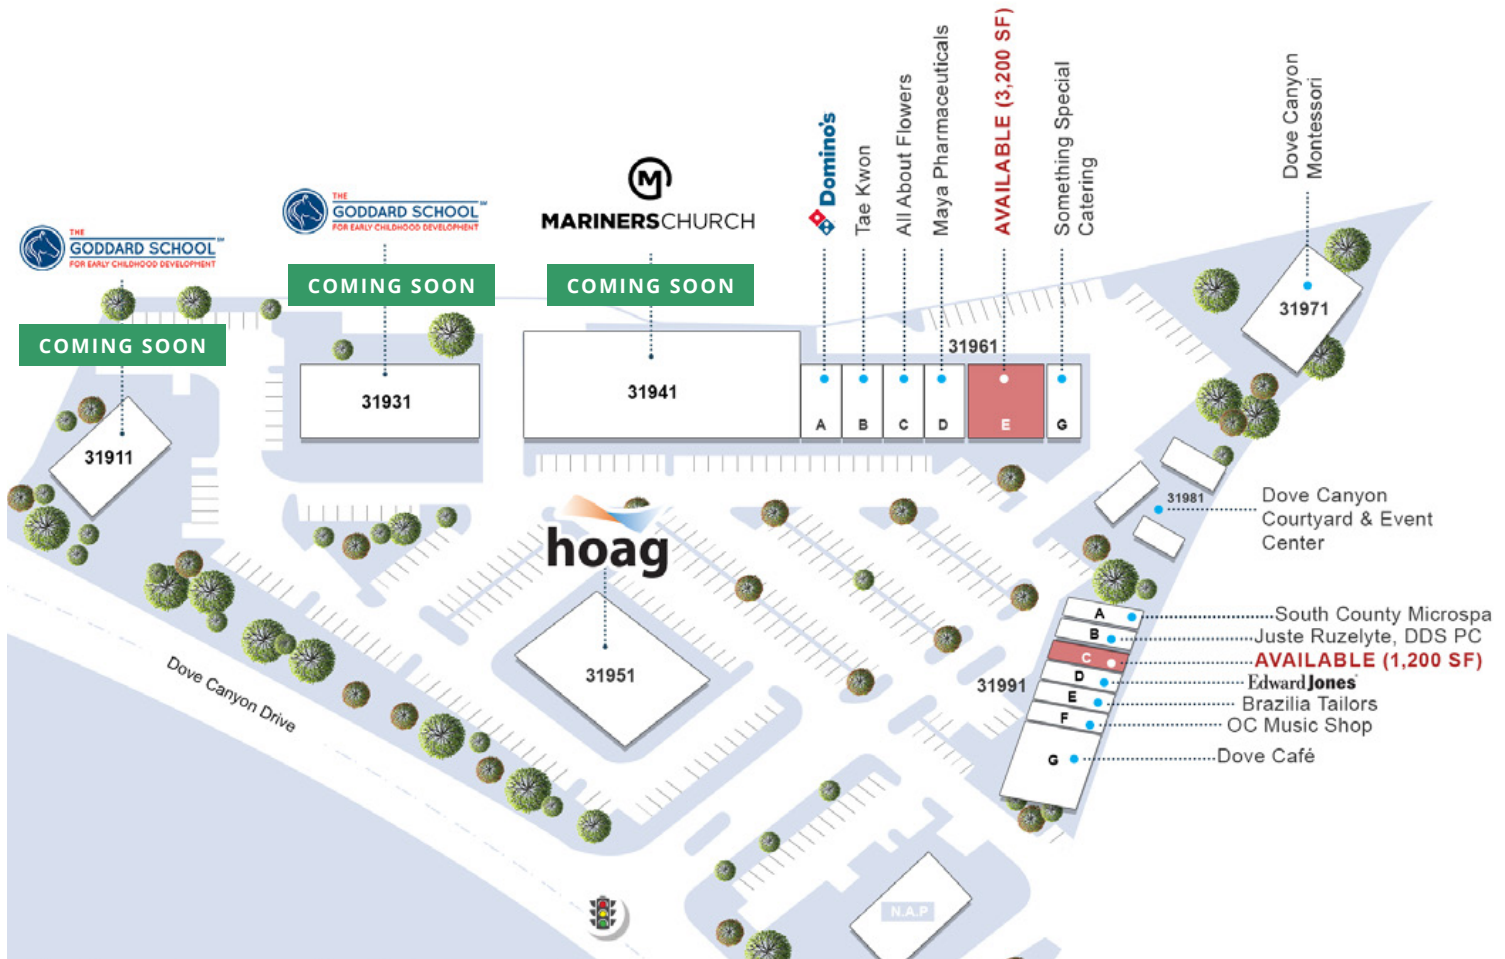 THE
GODDARD SCHOOL
FOR EARLY CHILDHOOD DEVELOPMENT
COMING SOON
31911
THE
GODDARD SCHOOL
FOR EARLY CHILDHOOD DEVELOPMENT
COMING SOON
31931
M
MARINERSCHURCH
COMING SOON
31941
Domino's
Tae Kwon
All About Flowers
Maya Pharmaceuticals
AVAILABLE (3,200 SF)
Something Special
Catering
31961
A
B
C
D
E
G
Dove Canyon
Montessori
31971
31981
Dove Canyon
Courtyard & Event
Center
hoag
31951
31991
A
South County Microspa
B
Juste Ruzelyte, DDS PC
C
AVAILABLE (1,200 SF)
D
Edward Jones
E
Brazilia Tailors
F
OC Music Shop
G
Dove Café
Dove Canyon Drive
N.A.P